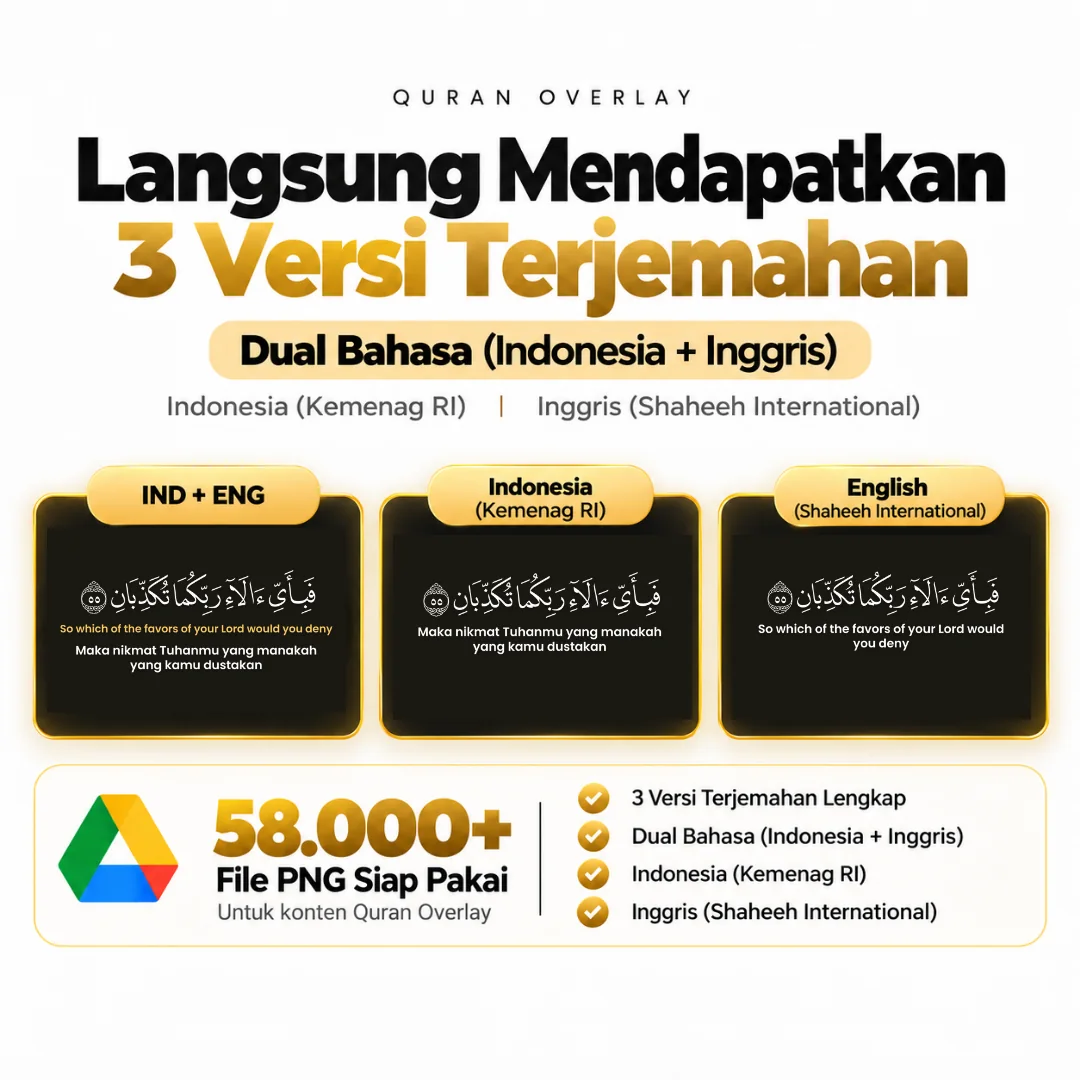 QURAN OVERLAY
Langsung Mendapatkan
3 Versi Terjemahan
Dual Bahasa (Indonesia + Inggris)
Indonesia (Kemenag RI) | Inggris (Shaheeh International)
IND + ENG
فَبِأَيِّ ءَالَآءِ رَبِّكُمَا تُكَذِّبَانِ ٥٥
So which of the favors of your Lord would you deny
Maka nikmat Tuhanmu yang manakah
yang kamu dustakan
Indonesia
(Kemenag RI)
فَبِأَيِّ ءَالَآءِ رَبِّكُمَا تُكَذِّبَانِ ٥٥
Maka nikmat Tuhanmu yang manakah
yang kamu dustakan
English
(Shaheeh International)
فَبِأَيِّ ءَالَآءِ رَبِّكُمَا تُكَذِّبَانِ ٥٥
So which of the favors of your Lord would
you deny
58.000+
File PNG Siap Pakai
Untuk konten Quran Overlay
3 Versi Terjemahan Lengkap
Dual Bahasa (Indonesia + Inggris)
Indonesia (Kemenag RI)
Inggris (Shaheeh International)